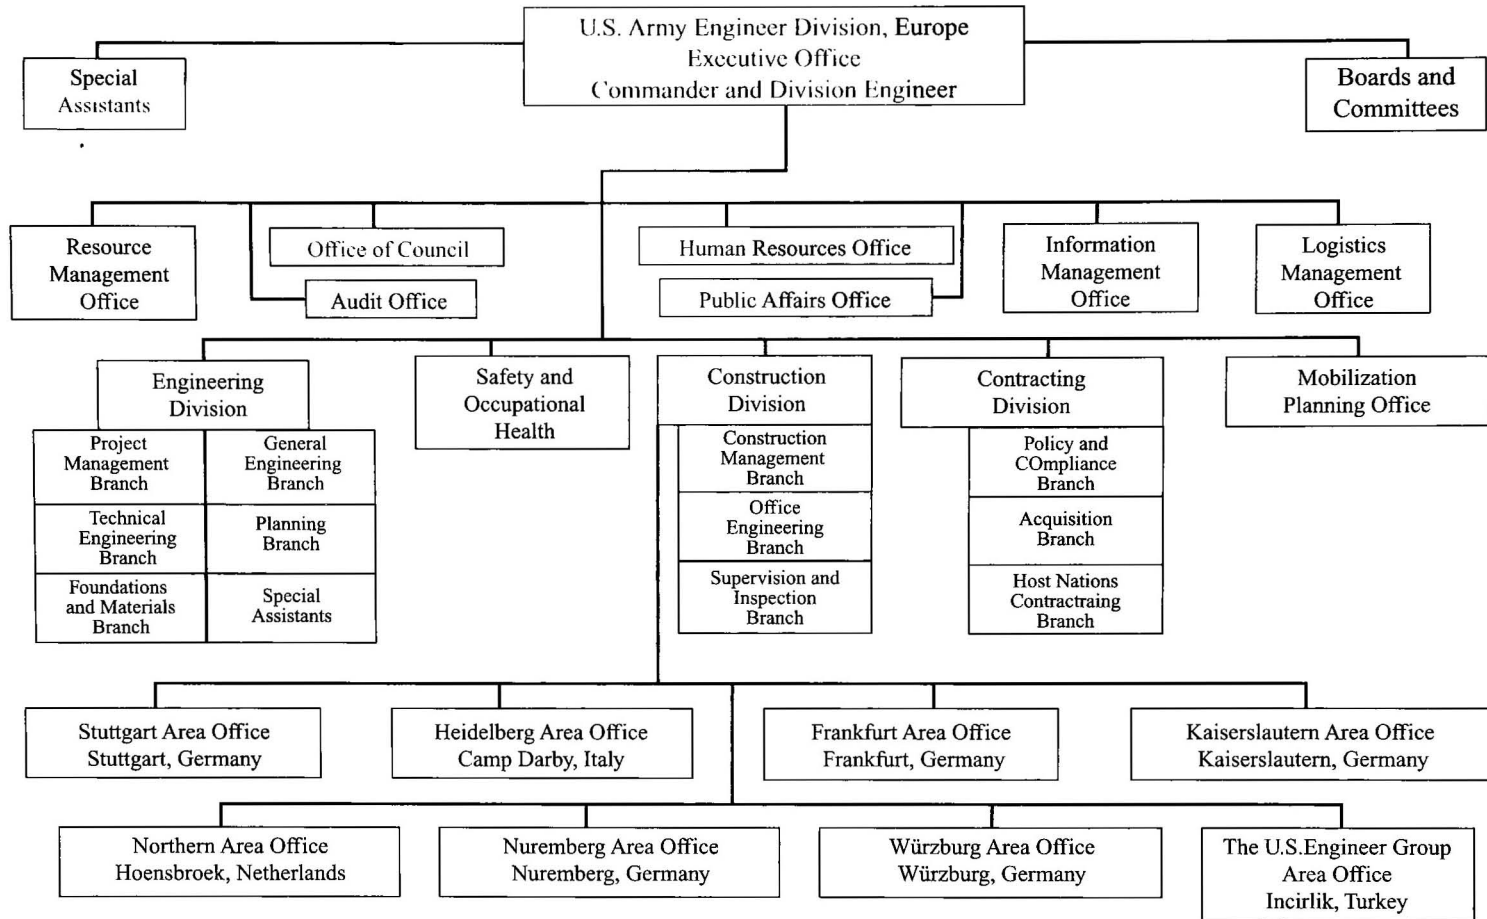 U.S. Army Engineer Division, Europe
Executive Office
Commander and Division Engineer
Special
Assistants
Boards and
Committees
Resource
Management
Office
Office of Council
Audit Office
Human Resources Office
Public Affairs Office
Information
Management
Office
Logistics
Management
Office
Engineering
Division
Project
Management
Branch
General
Engineering
Branch
Technical
Engineering
Branch
Planning
Branch
Foundations
and Materials
Branch
Special
Assistants
Safety and
Occupational
Health
Construction
Division
Construction
Management
Branch
Office
Engineering
Branch
Supervision and
Inspection
Branch
Contracting
Division
Policy and
COmpliance
Branch
Acquisition
Branch
Host Nations
Contractraing
Branch
Mobilization
Planning Office
Stuttgart Area Office
Stuttgart, Germany
Heidelberg Area Office
Camp Darby, Italy
Frankfurt Area Office
Frankfurt, Germany
Kaiserslautern Area Office
Kaiserslautern, Germany
Northern Area Office
Hoensbroek, Netherlands
Nuremberg Area Office
Nuremberg, Germany
Würzburg Area Office
Würzburg, Germany
The U.S.Engineer Group
Area Office
Incirlik, Turkey